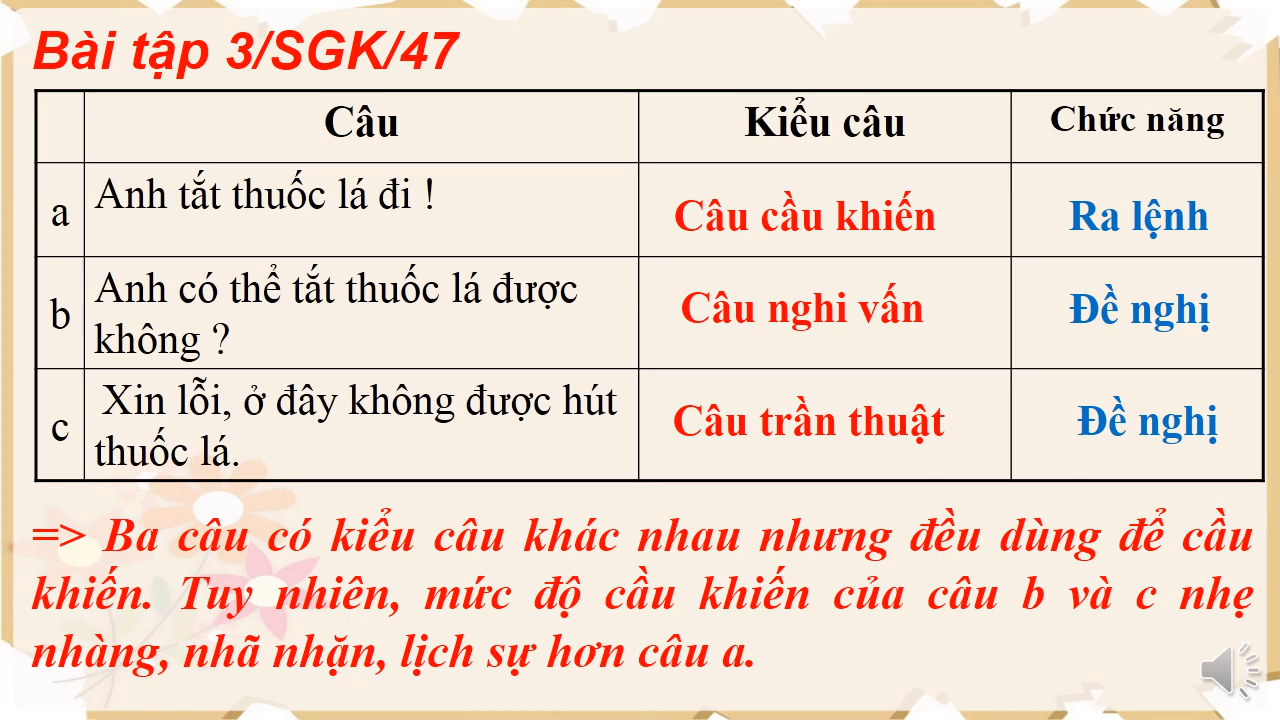 Bài tập 3/SGK/47
Câu Kiểu câu Chức năng
a Anh tắt thuốc lá đi ! Câu cầu khiến Ra lệnh
b Anh có thể tắt thuốc lá được
không ? Câu nghi vấn Đề nghị
c Xin lỗi, ở đây không được hút
thuốc lá. Câu trần thuật Đề nghị
=> Ba câu có kiểu câu khác nhau nhưng đều dùng để cầu
khiến. Tuy nhiên, mức độ cầu khiến của câu b và c nhẹ
nhàng, nhã nhặn, lịch sự hơn câu a.